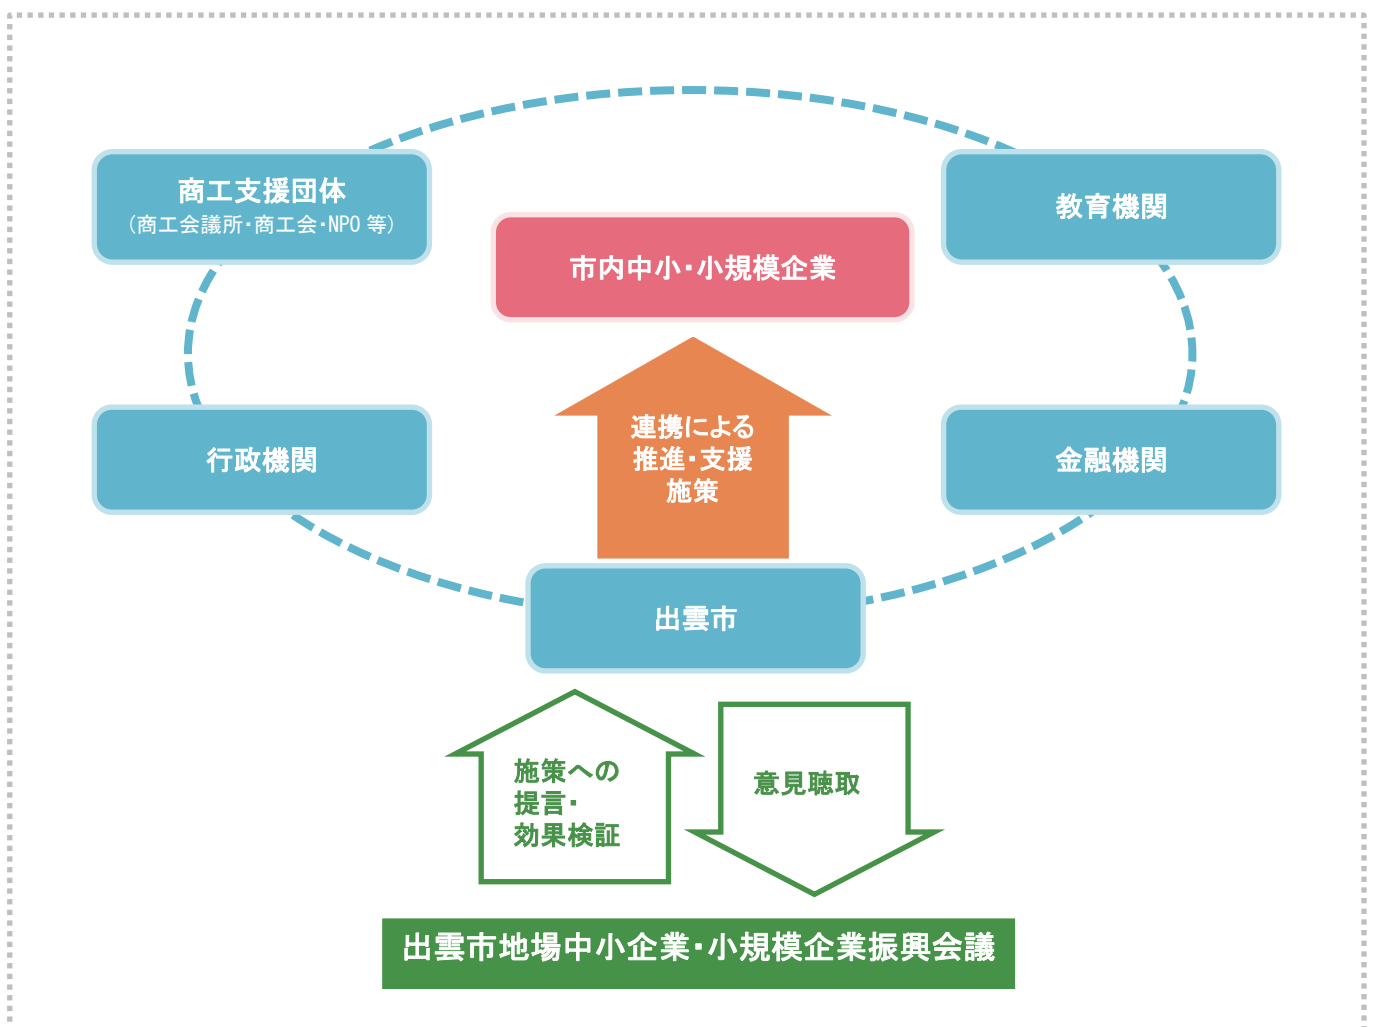 商工支援団体
（商工会議所・商工会・NPO 等）
教育機関
市内中小・小規模企業
連携による
推進・支援
施策
行政機関
金融機関
出雲市
施策への
提言・
効果検証
意見聴取
出雲市地場中小企業・小規模企業振興会議